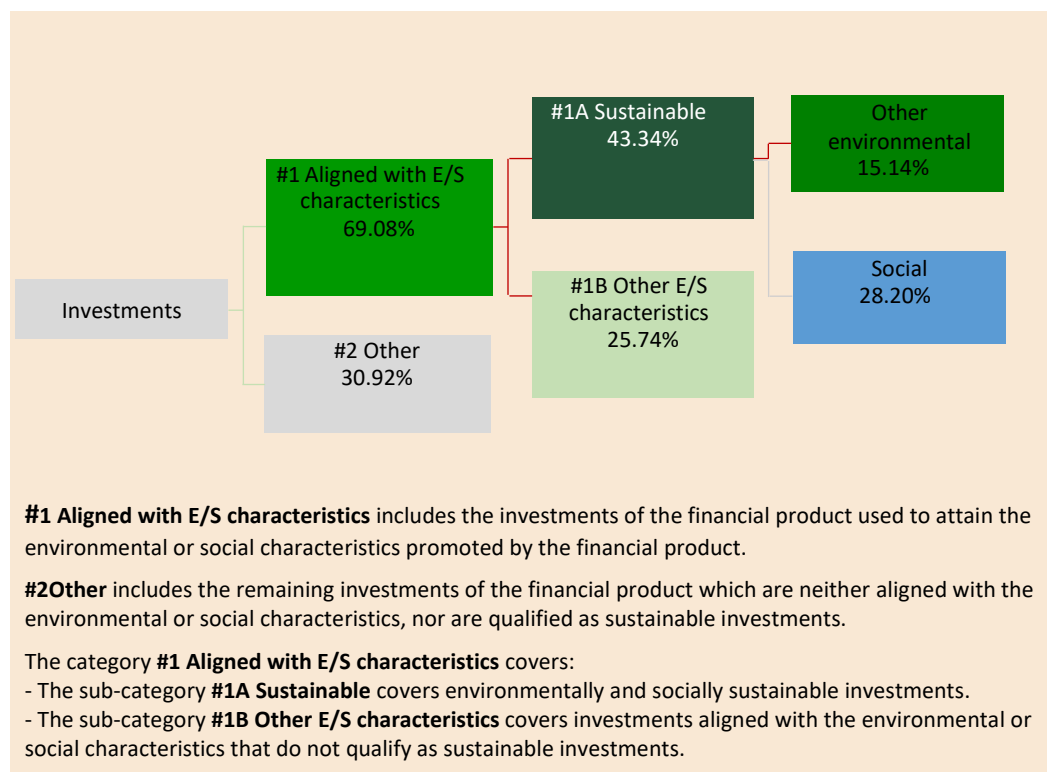 #1A Sustainable
43.34%
Other
environmental
15.14%
#1 Aligned with E/S
characteristics
69.08%
Social
28.20%
#1B Other E/S
characteristics
25.74%
Investments
#2 Other
30.92%
#1 Aligned with E/S characteristics includes the investments of the financial product used to attain the
environmental or social characteristics promoted by the financial product.
#2Other includes the remaining investments of the financial product which are neither aligned with the
environmental or social characteristics, nor are qualified as sustainable investments.
The category #1 Aligned with E/S characteristics covers:
- The sub-category #1A Sustainable covers environmentally and socially sustainable investments.
- The sub-category #1B Other E/S characteristics covers investments aligned with the environmental or
social characteristics that do not qualify as sustainable investments.